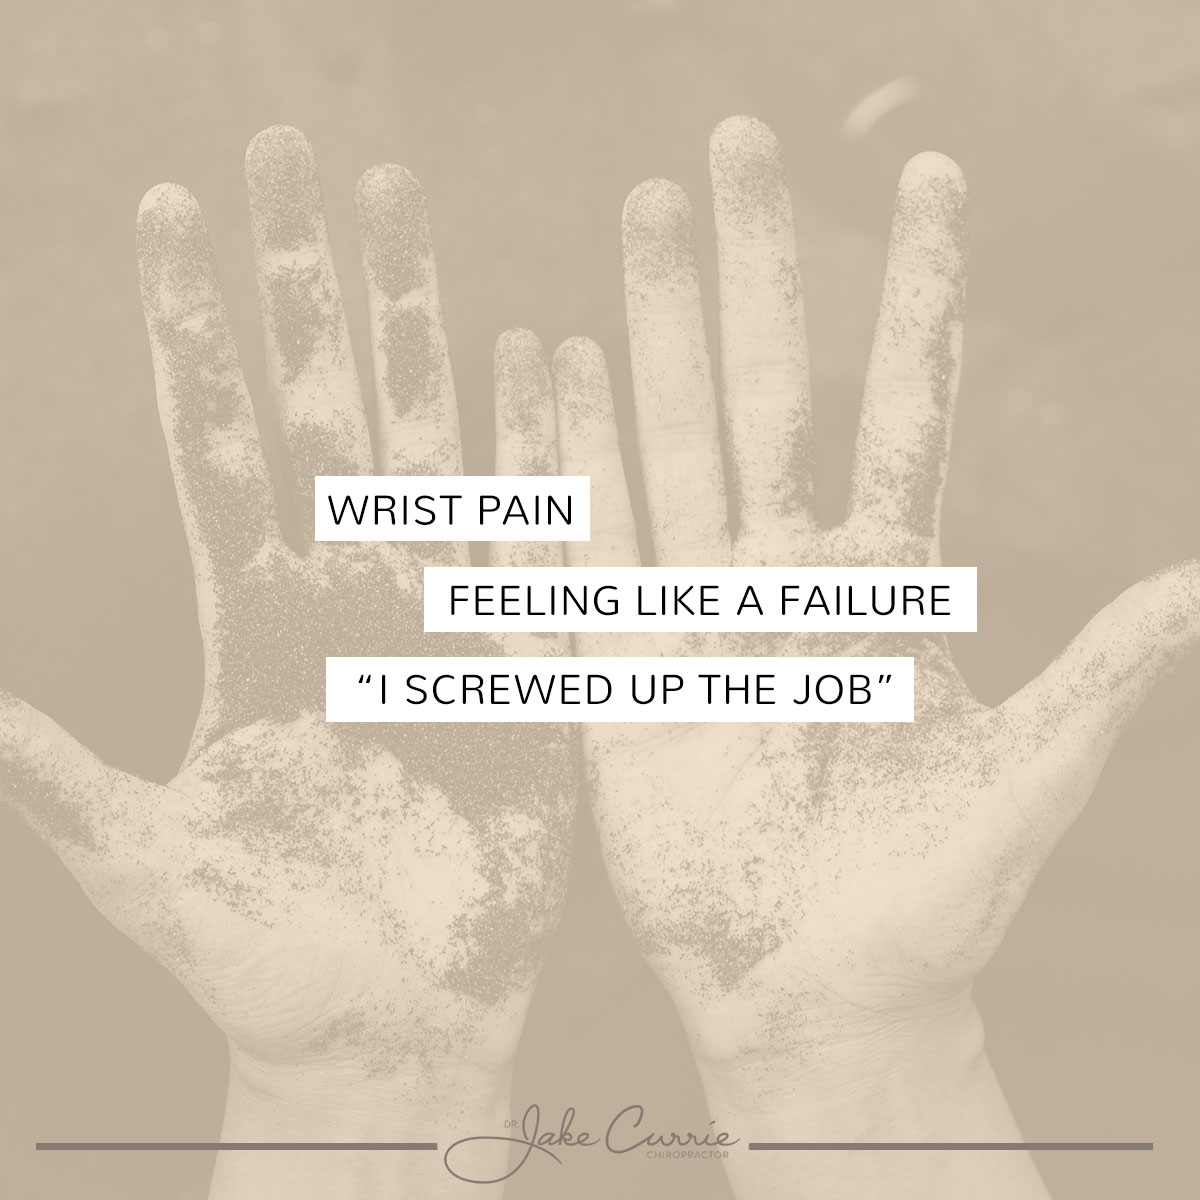 WRIST PAIN
FEELING LIKE A FAILURE
“I SCREWED UP THE JOB”
DR. Jake Currie
CHIROPRACTOR